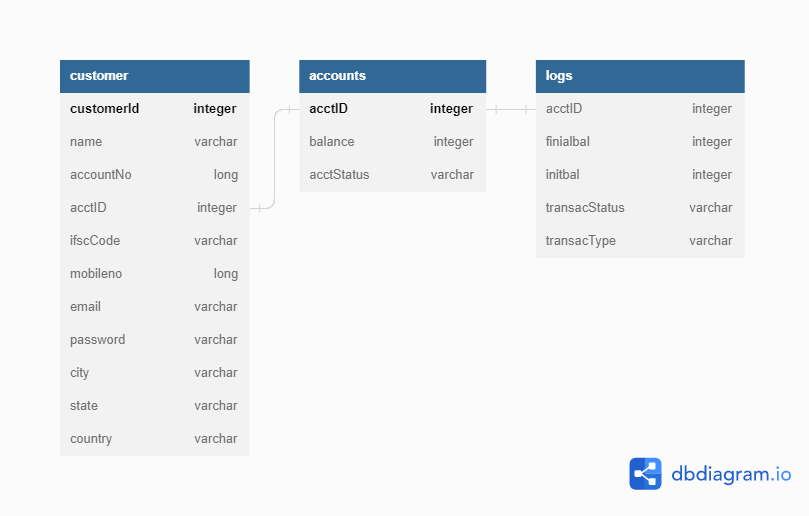 customer
customerId integer
name varchar
accountNo long
acctID integer
ifscCode varchar
mobileno long
email varchar
password varchar
city varchar
state varchar
country varchar
accounts
acctID integer
balance integer
acctStatus varchar
logs
acctID integer
finialbal integer
initbal integer
transacStatus varchar
transacType varchar
dbdiagram.io